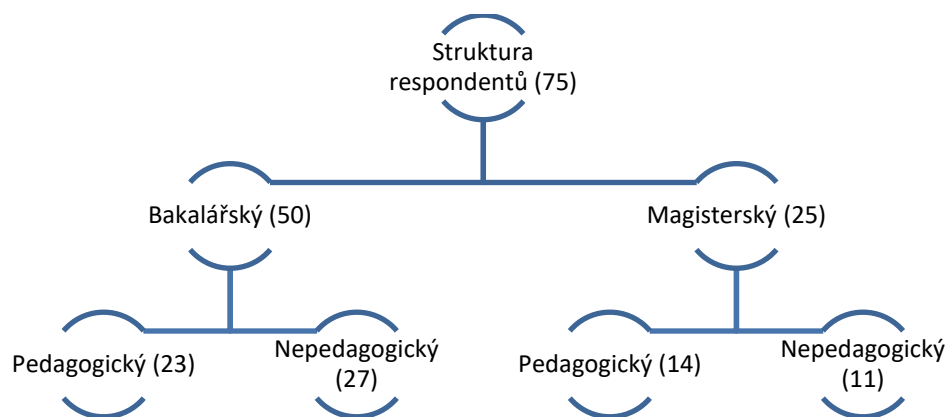 Struktura
respondentů (75)
Bakalářský (50)
Magisterský (25)
Pedagogický (23)
Nepedagogický
(27)
Pedagogický (14)
Nepedagogický
(11)